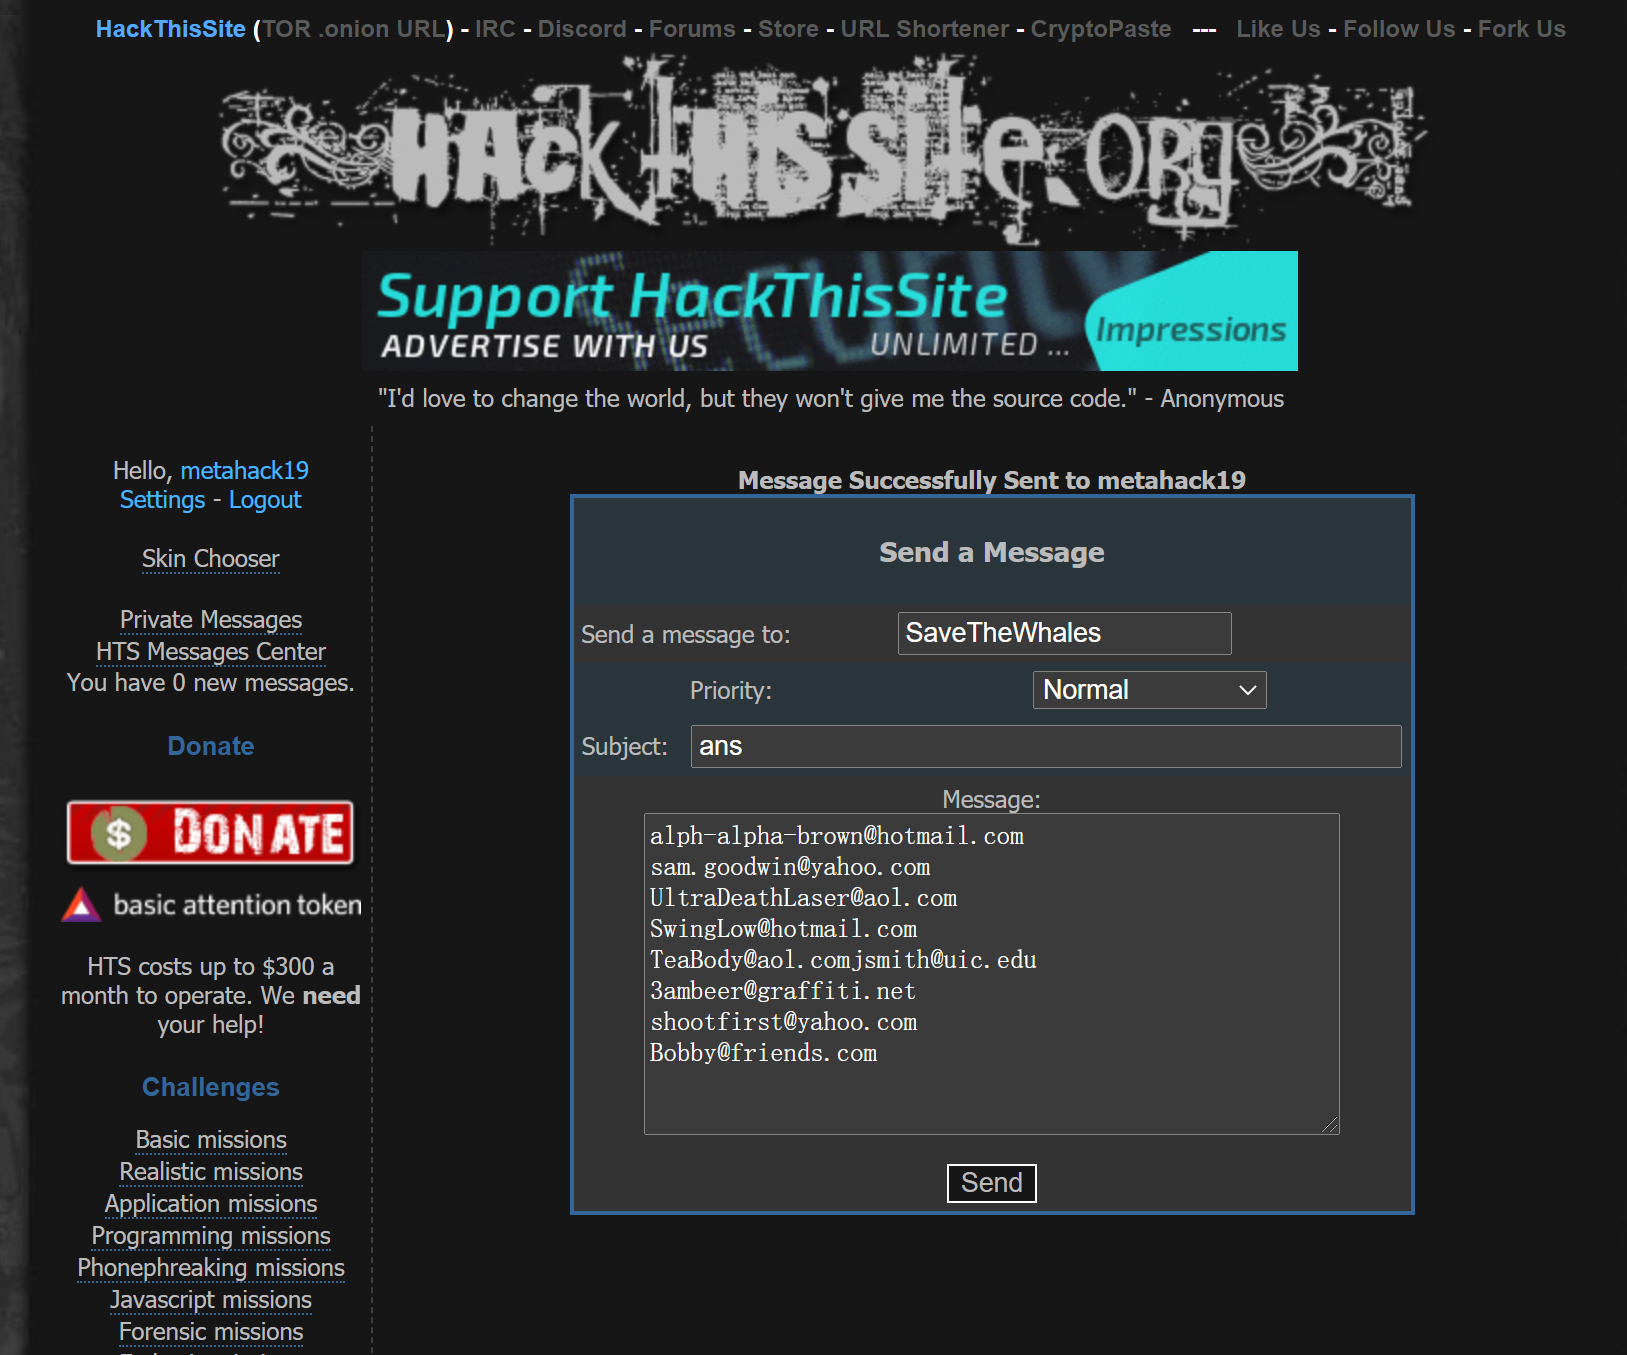 HackThisSite (TOR .onion URL) - IRC - Discord - Forums - Store - URL Shortener - CryptoPaste --- Like Us - Follow Us - Fork Us
HackThisSite.org
Support HackThisSite
ADVERTISE WITH US UNLIMITED ... Impressions
"I'd love to change the world, but they won't give me the source code." - Anonymous
Hello, metahack19
Settings - Logout
Skin Chooser
Private Messages
HTS Messages Center
You have 0 new messages.
Donate
$ DONATE
basic attention token
HTS costs up to $300 a
month to operate. We need
your help!
Challenges
Basic missions
Realistic missions
Application missions
Programming missions
Phonephreaking missions
Javascript missions
Forensic missions
Message Successfully Sent to metahack19
Send a Message
Send a message to: SaveTheWhales
Priority: Normal
Subject: ans
Message:
alph-alpha-brown@hotmail.com
sam.goodwin@yahoo.com
UltraDeathLaser@aol.com
SwingLow@hotmail.com
TeaBody@aol.comjsmith@uic.edu
3ambeer@graffiti.net
shootfirst@yahoo.com
Bobby@friends.com
Send